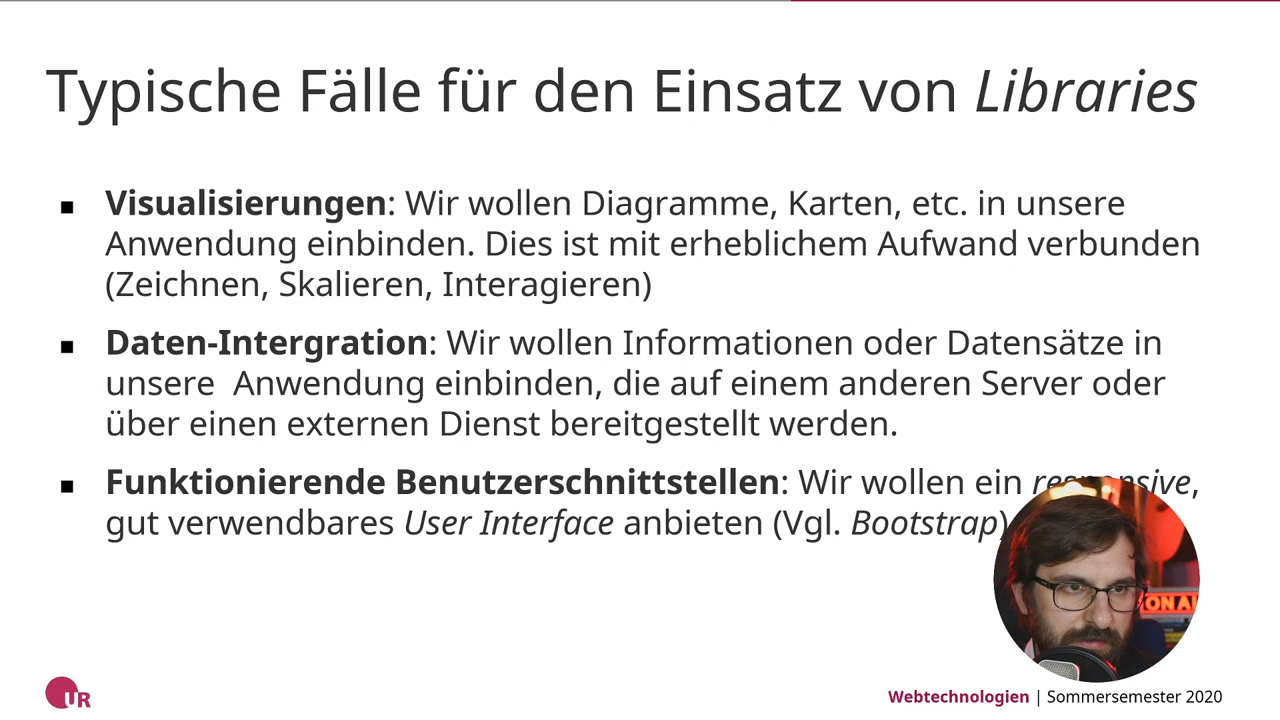 Typische Fälle für den Einsatz von Libraries
▪ Visualisierungen: Wir wollen Diagramme, Karten, etc. in unsere
Anwendung einbinden. Dies ist mit erheblichem Aufwand verbunden
(Zeichnen, Skalieren, Interagieren)
▪ Daten-Intergration: Wir wollen Informationen oder Datensätze in
unsere  Anwendung einbinden, die auf einem anderen Server oder
über einen externen Dienst bereitgestellt werden.
▪ Funktionierende Benutzerschnittstellen: Wir wollen ein responsive,
gut verwendbares User Interface anbieten (Vgl. Bootstrap)
ON AI
UR
Webtechnologien | Sommersemester 2020